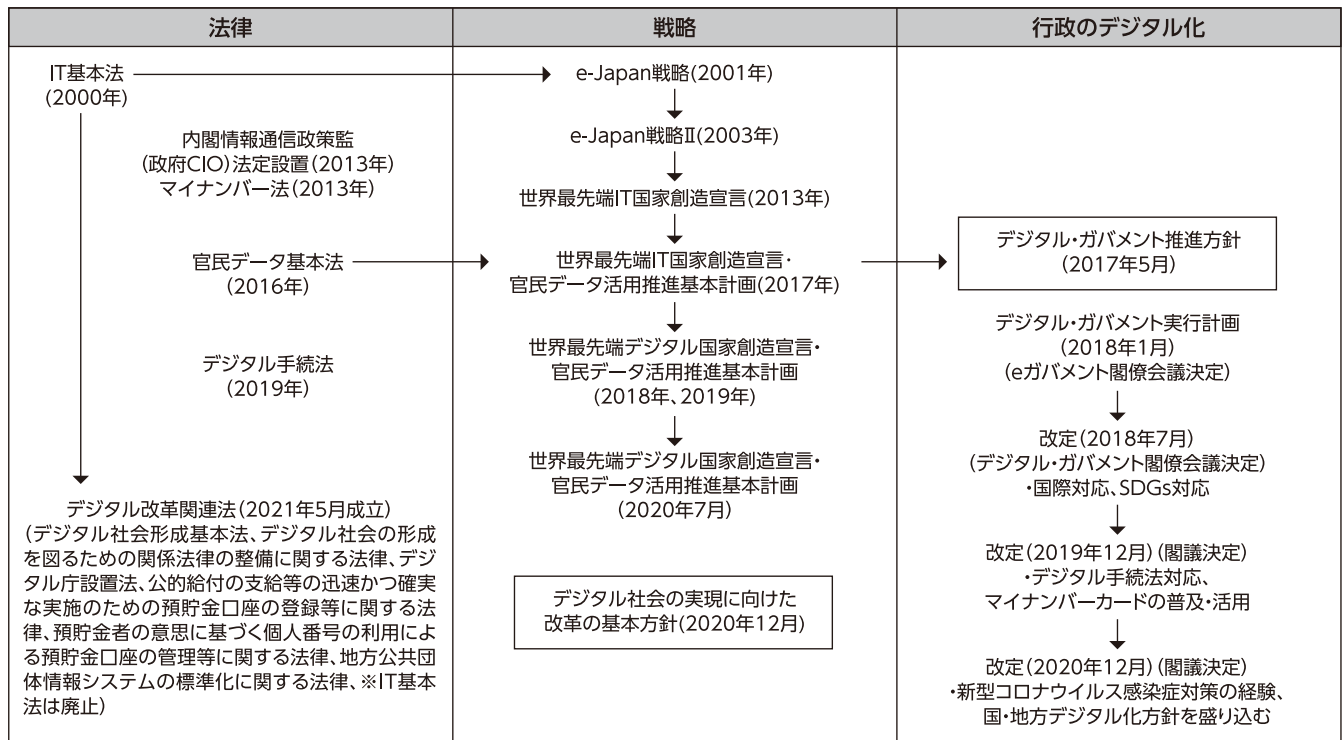 法律
IT基本法
(2000年)
内閣情報通信政策監
(政府CIO)法定設置(2013年)
マイナンバー法(2013年)
官民データ基本法
(2016年)
デジタル手続法
(2019年)
デジタル改革関連法(2021年5月成立)
(デジタル社会形成基本法、デジタル社会の形成
を図るための関係法律の整備に関する法律、デジ
タル庁設置法、公的給付の支給等の迅速かつ確実
な実施のための預貯金口座の登録等に関する法
律、預貯金者の意思に基づく個人番号の利用によ
る預貯金口座の管理等に関する法律、地方公共団
体情報システムの標準化に関する法律、※IT基本
法は廃止)
戦略
e-Japan戦略(2001年)
e-Japan戦略Ⅱ(2003年)
世界最先端IT国家創造宣言(2013年)
世界最先端IT国家創造宣言・
官民データ活用推進基本計画(2017年)
世界最先端デジタル国家創造宣言・
官民データ活用推進基本計画
(2018年、2019年)
世界最先端デジタル国家創造宣言・
官民データ活用推進基本計画
(2020年7月)
デジタル社会の実現に向けた
改革の基本方針(2020年12月)
行政のデジタル化
デジタル・ガバメント推進方針
(2017年5月)
デジタル・ガバメント実行計画
(2018年1月)
(eガバメント閣僚会議決定)
改定(2018年7月)
(デジタル・ガバメント閣僚会議決定)
・国際対応、SDGs対応
改定(2019年12月)(閣議決定)
・デジタル手続法対応、
マイナンバーカードの普及・活用
改定(2020年12月)(閣議決定)
・新型コロナウイルス感染症対策の経験、
国・地方デジタル化方針を盛り込む